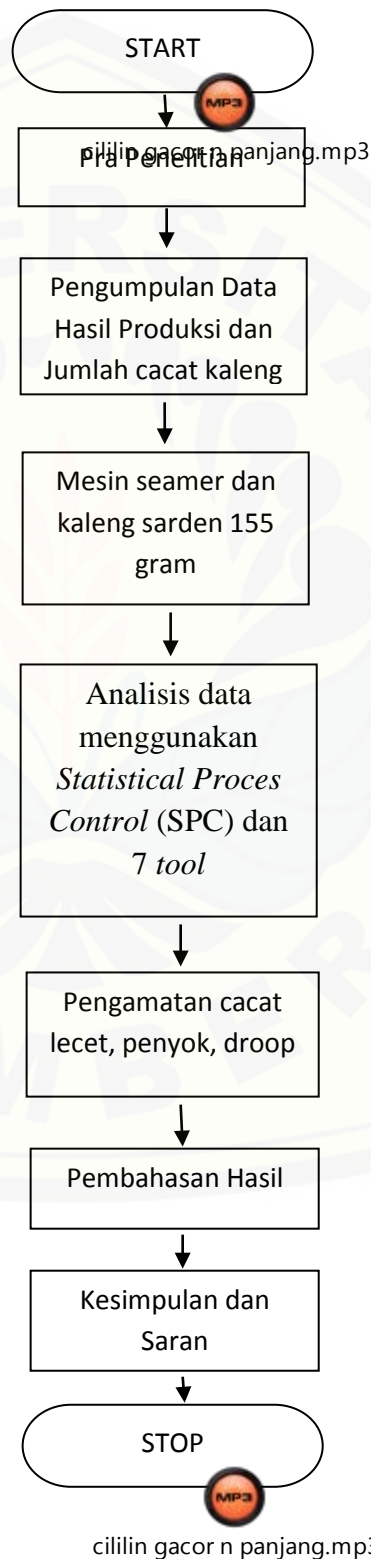 START
MP3
cililin gacor n panjang.mp3
Pra Penelitian
Pengumpulan Data
Hasil Produksi dan
Jumlah cacat kaleng
Mesin seamer dan
kaleng sarden 155
gram
Analisis data
menggunakan
Statistical Proces
Control (SPC) dan
7 tool
Pengamatan cacat
lecet, penyok, droop
Pembahasan Hasil
Kesimpulan dan
Saran
STOP
MP3
cililin gacor n panjang.mp3